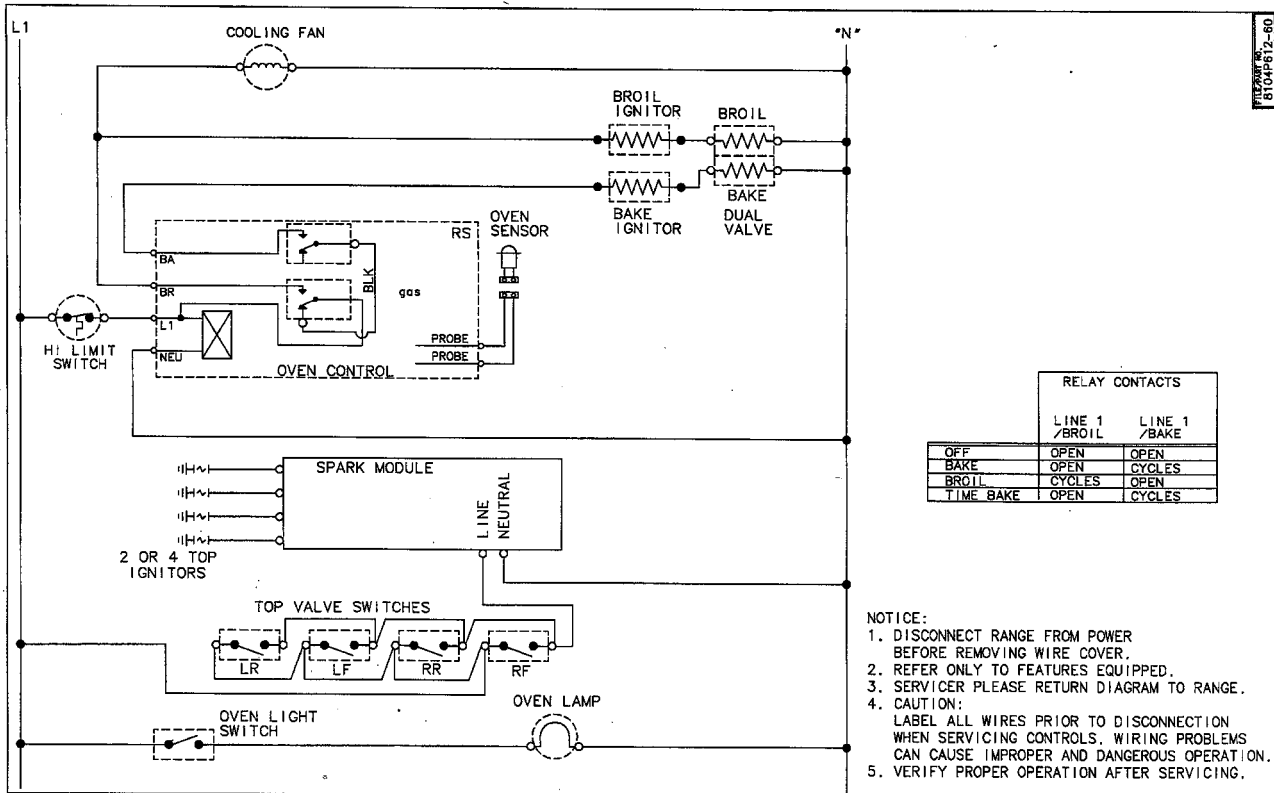 L1
COOLING FAN
"N"
FILE/PART NO.
8104P612-60
BROIL
IGNITOR
BROIL
BAKE
IGNITOR
BAKE
DUAL
VALVE
OVEN
SENSOR
RS
BA
BR
BLK
gas
L1
NEU
PROBE
PROBE
OVEN CONTROL
HI LIMIT
SWITCH
RELAY CONTACTS
LINE 1
/BROIL
LINE 1
/BAKE
OFF OPEN OPEN
BAKE OPEN CYCLES
BROIL CYCLES OPEN
TIME BAKE OPEN CYCLES
SPARK MODULE
LINE
NEUTRAL
2 OR 4 TOP
IGNITORS
TOP VALVE SWITCHES
LR
LF
RR
RF
OVEN LIGHT
SWITCH
OVEN LAMP
NOTICE:
1. DISCONNECT RANGE FROM POWER
BEFORE REMOVING WIRE COVER.
2. REFER ONLY TO FEATURES EQUIPPED.
3. SERVICER PLEASE RETURN DIAGRAM TO RANGE.
4. CAUTION:
LABEL ALL WIRES PRIOR TO DISCONNECTION
WHEN SERVICING CONTROLS. WIRING PROBLEMS
CAN CAUSE IMPROPER AND DANGEROUS OPERATION.
5. VERIFY PROPER OPERATION AFTER SERVICING.